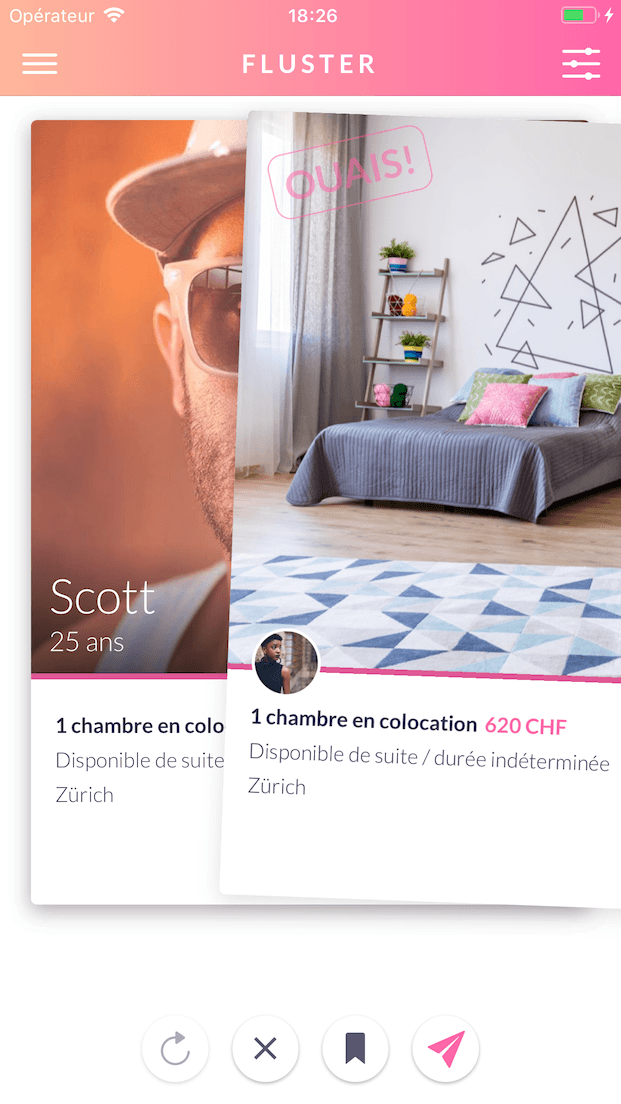 Opérateur 18:26
FLUSTER
OUAIS!
Scott
25 ans
1 chambre en colo
Disponible de suite
Zürich
1 chambre en colocation 620 CHF
Disponible de suite / durée indéterminée
Zürich